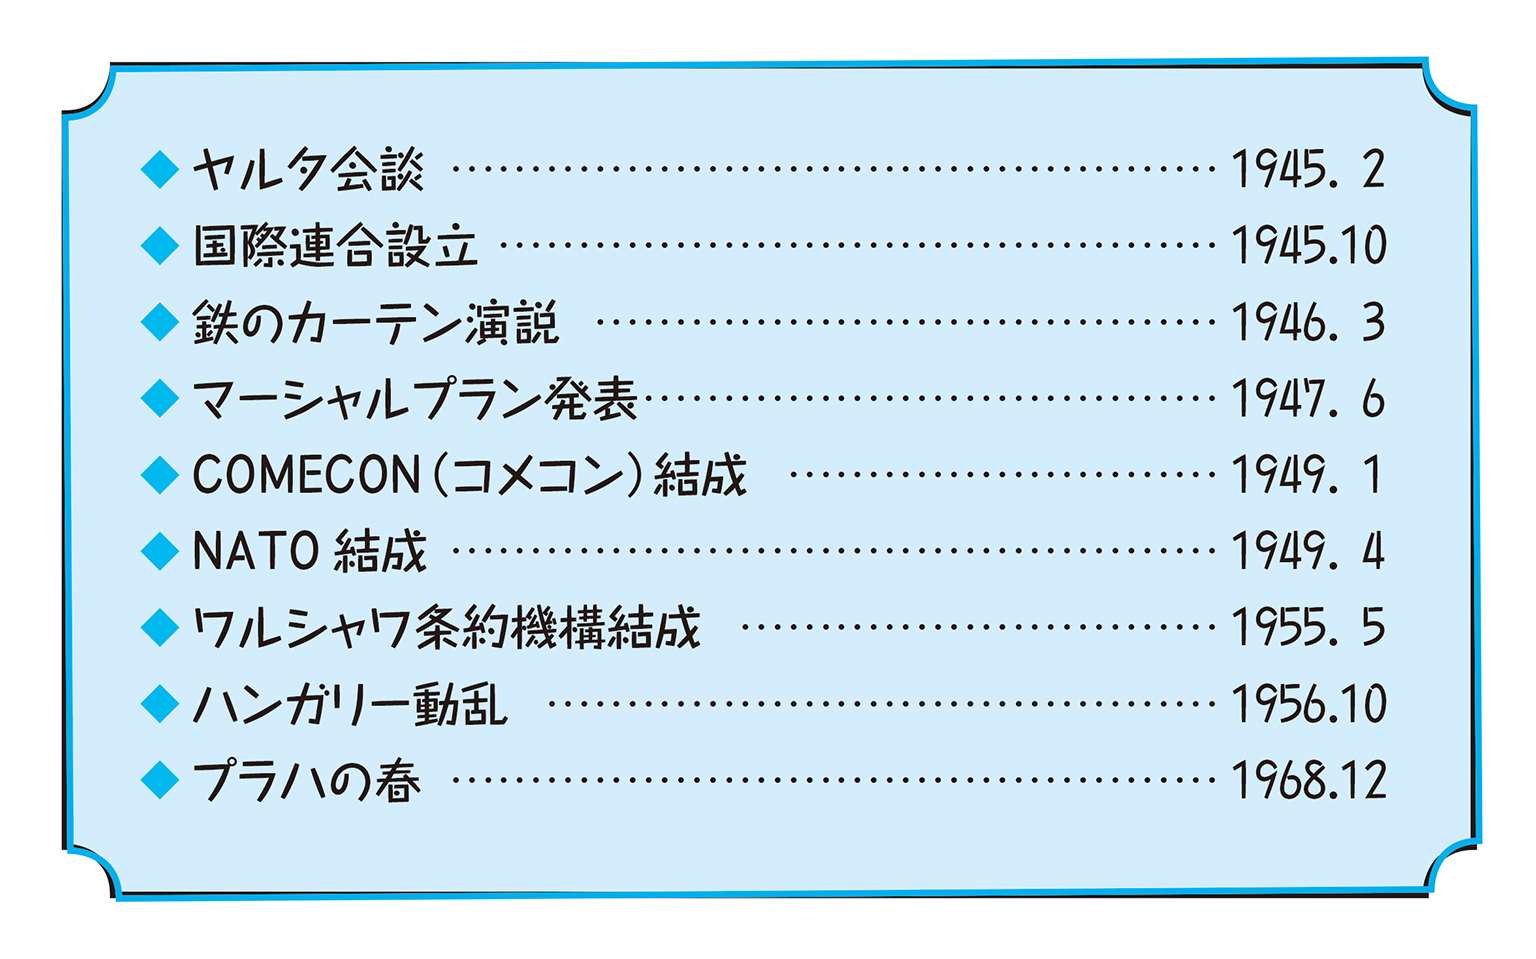 ◆ ヤルタ会談 …………………………………… 1945. 2
◆ 国際連合設立 …………………………………… 1945.10
◆ 鉄のカーテン演説 …………………………………… 1946. 3
◆ マーシャルプラン発表 …………………………………… 1947. 6
◆ COMECON（コメコン）結成 …………………………………… 1949. 1
◆ NATO 結成 …………………………………… 1949. 4
◆ ワルシャワ条約機構結成 …………………………………… 1955. 5
◆ ハンガリー動乱 …………………………………… 1956.10
◆ プラハの春 …………………………………… 1968.12